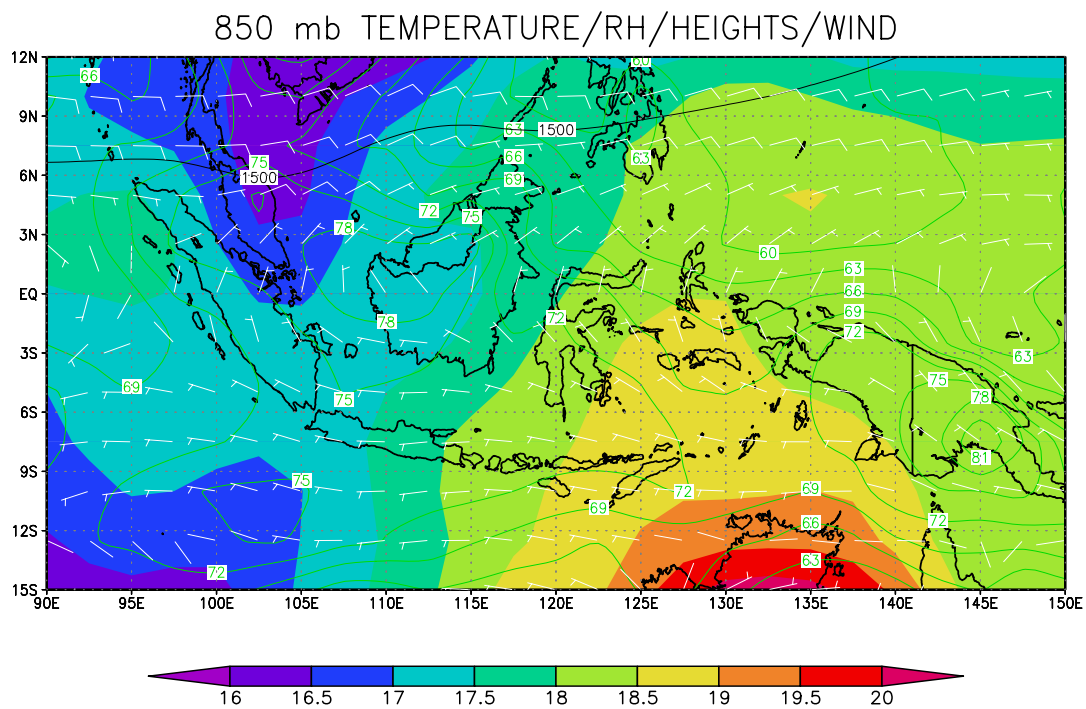 850 mb TEMPERATURE/RH/HEIGHTS/WIND
12N
66
60
9N
63
1500
75
66
63
6N
1500
69
72
75
3N
78
60
63
EQ
66
72
69
78
72
3S
63
69
75
75
78
6S
81
9S
75
72
69
69
12S
66
72
72
63
15S
90E 95E 100E 105E 110E 115E 120E 125E 130E 135E 140E 145E 150E
16 16.5 17 17.5 18 18.5 19 19.5 20